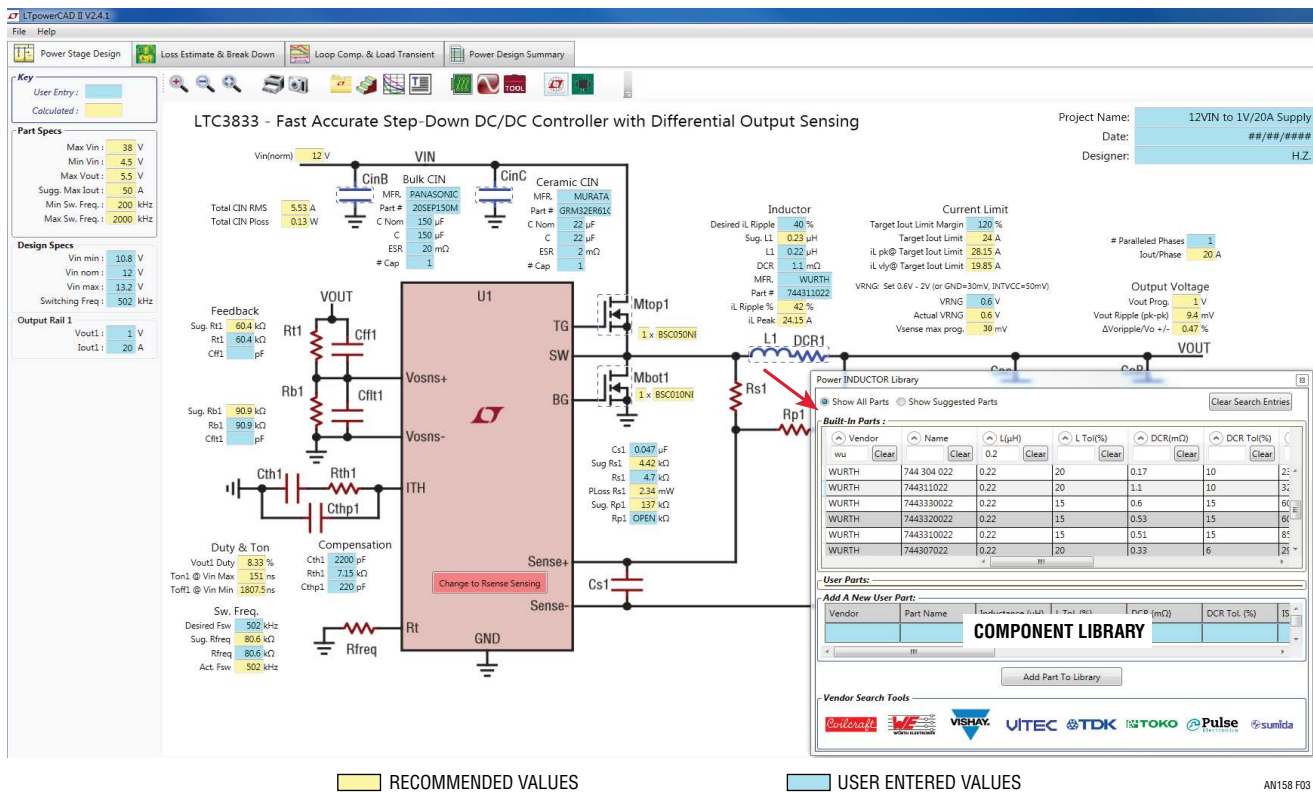 LTpowerCAD II V2.4.1
File Help
Power Stage Design
Loss Estimate & Break Down
Loop Comp. & Load Transient
Power Design Summary
Key
User Entry :
Calculated :
TOOL
LTC3833 - Fast Accurate Step-Down DC/DC Controller with Differential Output Sensing
Project Name: 12VIN to 1V/20A Supply
Date: ##/##/####
Designer: H.Z.
Part Specs
Max Vin : 38 V
Min Vin : 4.5 V
Max Vout : 5.5 V
Sugg. Max Iout : 50 A
Min Sw. Freq. : 200 kHz
Max Sw. Freq. : 2000 kHz
Design Specs
Vin min : 10.8 V
Vin nom : 12 V
Vin max : 13.2 V
Switching Freq : 502 kHz
Output Rail 1
Vout1 : 1 V
Iout1 : 20 A
Vin(norm) 12 V
VIN
Total CIN RMS 5.53 A
Total CIN Ploss 0.13 W
CinB Bulk CIN
MFR. PANASONIC
Part # 20SEP150M
C Nom 150 µF
C 150 µF
ESR 20 mΩ
# Cap 1
CinC Ceramic CIN
MFR. MURATA
Part # GRM32ER61C
C Nom 22 µF
C 22 µF
ESR 2 mΩ
# Cap 1
Inductor
Desired iL Ripple 40 %
Sug. L1 0.23 µH
L1 0.22 µH
DCR 1.1 mΩ
MFR. WURTH
Part # 744311022
iL Ripple % 42 %
iL Peak 24.15 A
Current Limit
Target Iout Limit Margin 120 %
Target Iout Limit 24 A
iL pk@ Target Iout Limit 28.15 A
iL vly@ Target Iout Limit 19.85 A
VRNG: Set 0.6V - 2V (or GND=30mV, INTVCC=50mV)
VRNG 0.6 V
Actual VRNG 0.6 V
Vsense max prog. 30 mV
# Paralleled Phases 1
Iout/Phase 20 A
Output Voltage
Vout Prog. 1 V
Vout Ripple (pk-pk) 9.4 mV
ΔVoripple/Vo +/- 0.47 %
VOUT
Feedback
Sug. Rt1 60.4 kΩ
Rt1 60.4 kΩ
Cff1 pF
Sug. Rb1 90.9 kΩ
Rb1 90.9 kΩ
Cflt1 pF
VOUT
Rt1
Cff1
Rb1
Cflt1
U1
TG
SW
BG
Vosns+
Vosns-
ITH
Sense+
Sense-
Rt
GND
Change to Rsense Sensing
Mtop1
1 x BSC050NE
Mbot1
1 x BSC010NE
L1 DCR1
Rs1
Rp1
Cs1 0.047 µF
Sug Rs1 4.42 kΩ
Rs1 4.7 kΩ
PLoss Rs1 2.34 mW
Sug. Rp1 137 kΩ
Rp1 OPEN kΩ
Cs1
Cth1
Rth1
Cthp1
Duty & Ton
Vout1 Duty 8.33 %
Ton1 @ Vin Max 151 ns
Toff1 @ Vin Min 1807.5 ns
Compensation
Cth1 2200 pF
Rth1 7.15 kΩ
Cthp1 220 pF
Sw. Freq.
Desired Fsw 502 kHz
Sug. Rfreq 80.6 kΩ
Rfreq 80.6 kΩ
Act. Fsw 502 kHz
Rfreq
Power INDUCTOR Library
Show All Parts Show Suggested Parts Clear Search Entries
Built-In Parts :
Vendor Name L(µH) L Tol(%) DCR(mΩ) DCR Tol(%)
wu Clear Clear 0.2 Clear Clear Clear Clear
WURTH 744 304 022 0.22 20 0.17 10
WURTH 744311022 0.22 20 1.1 10
WURTH 7443330022 0.22 15 0.6 15
WURTH 7443320022 0.22 15 0.53 15
WURTH 7443310022 0.22 15 0.51 15
WURTH 744307022 0.22 20 0.33 6
User Parts:
Add A New User Part:
Vendor Part Name Inductance (uH) L Tol. (%) DCR (mΩ) DCR Tol. (%) IS
COMPONENT LIBRARY
Add Part To Library
Vendor Search Tools
Coilcraft
WE WÜRTH ELEKTRONIK
VISHAY.
VITEC
TDK
TOKO
Pulse Electronics
sumida
RECOMMENDED VALUES
USER ENTERED VALUES
AN158 F03